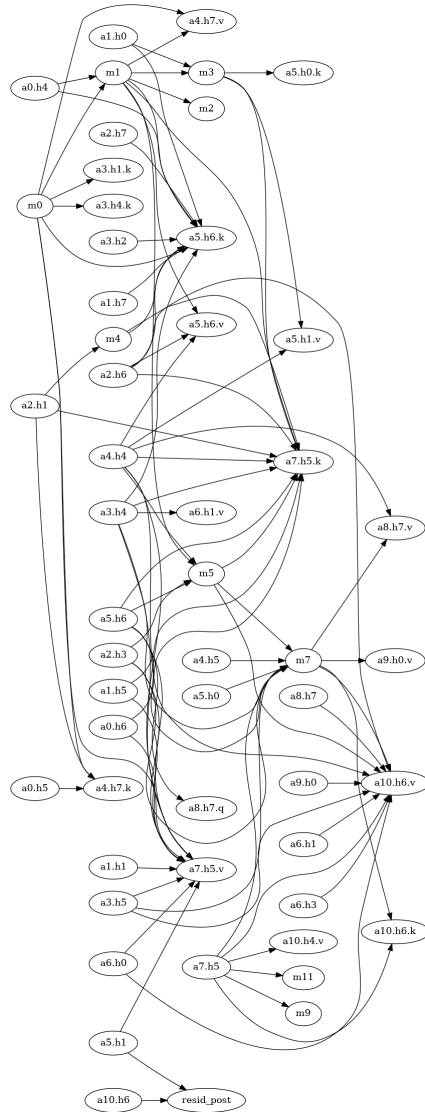 a4.h7.v
a1.h0
m1
m3
a5.h0.k
a0.h4
m2
a2.h7
a3.h1.k
m0
a3.h4.k
a5.h6.k
a3.h2
a1.h7
a5.h6.v
m4
a5.h1.v
a2.h6
a2.h1
a4.h4
a7.h5.k
a3.h4
a6.h1.v
a8.h7.v
m5
a5.h6
a2.h3
a4.h5
m7
a9.h0.v
a1.h5
a5.h0
a8.h7
a0.h6
a0.h5
a4.h7.k
a9.h0
a10.h6.v
a8.h7.q
a6.h1
a1.h1
a7.h5.v
a3.h5
a6.h3
a10.h6.k
a10.h4.v
a6.h0
a7.h5
m11
m9
a5.h1
a10.h6
resid_post